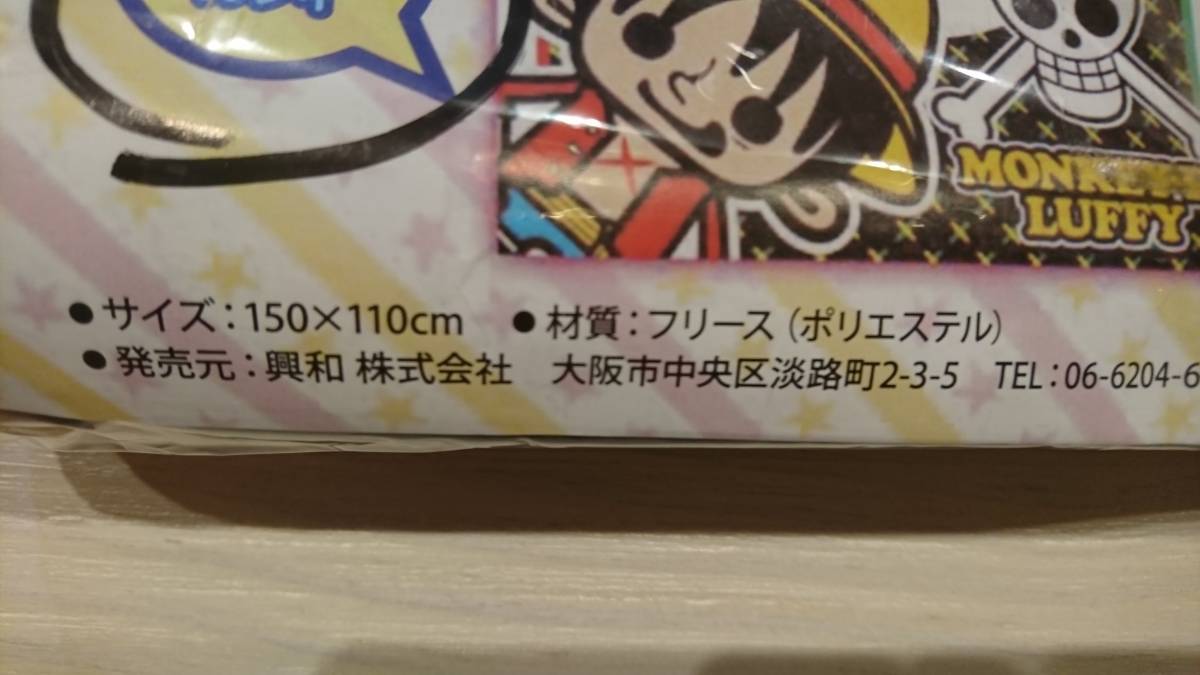 MONKEY
LUFFY
●サイズ：150×110cm ●材質：フリース（ポリエステル）
●発売元：興和 株式会社 大阪市中央区淡路町2-3-5 TEL：06-6204-6